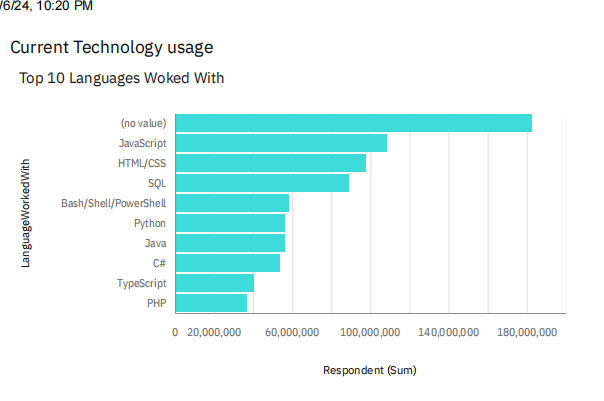 /6/24, 10:20 PM
Current Technology usage
Top 10 Languages Woked With
(no value)
JavaScript
HTML/CSS
SQL
Bash/Shell/PowerShell
Python
Java
C#
TypeScript
PHP
LanguageWorkedWith
0 20,000,000 60,000,000 100,000,000 140,000,000 180,000,000
Respondent (Sum)